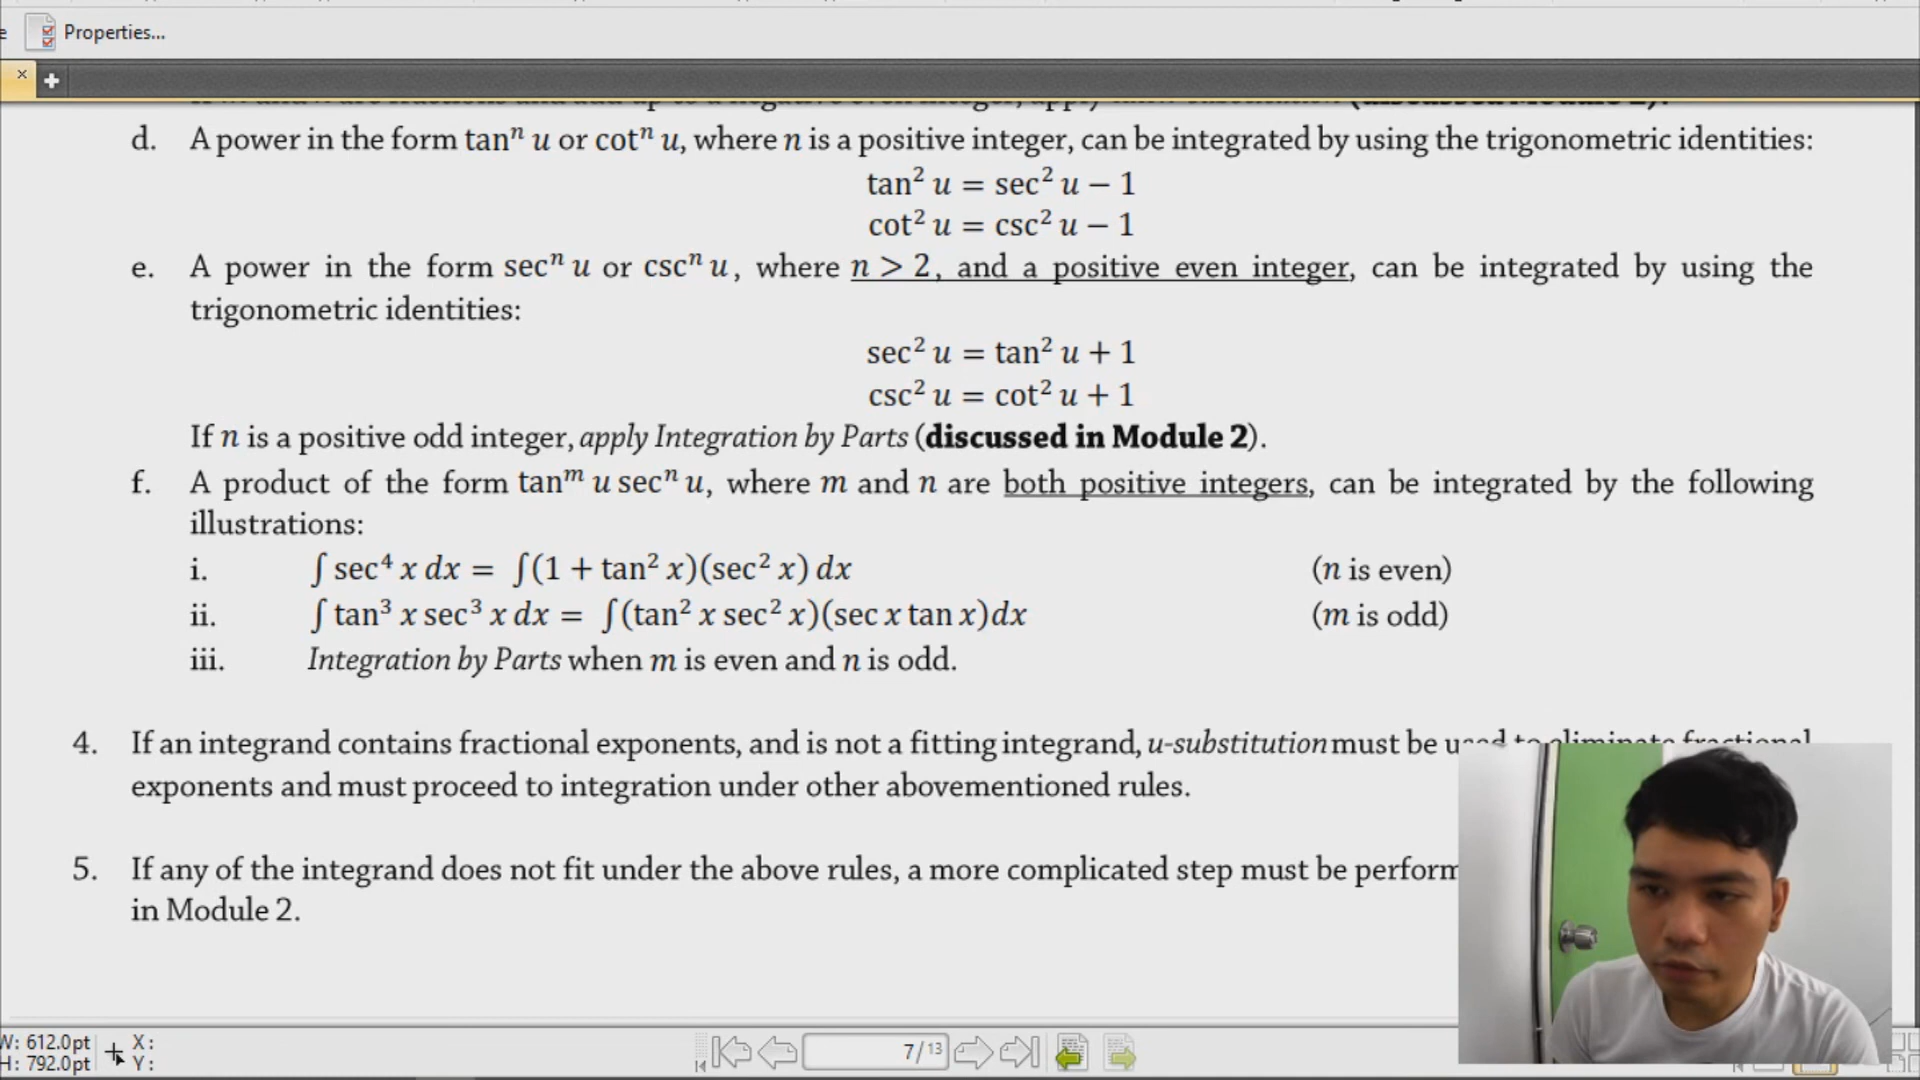 Properties...
d. A power in the form tanⁿ u or cotⁿ u, where n is a positive integer, can be integrated by using the trigonometric identities:
tan² u = sec² u − 1
cot² u = csc² u − 1
e. A power in the form secⁿ u or cscⁿ u, where n > 2, and a positive even integer, can be integrated by using the
trigonometric identities:
sec² u = tan² u + 1
csc² u = cot² u + 1
If n is a positive odd integer, apply Integration by Parts (discussed in Module 2).
f. A product of the form tanᵐ u secⁿ u, where m and n are both positive integers, can be integrated by the following
illustrations:
i. ∫ sec⁴ x dx = ∫(1 + tan² x)(sec² x) dx (n is even)
ii. ∫ tan³ x sec³ x dx = ∫(tan² x sec² x)(sec x tan x)dx (m is odd)
iii. Integration by Parts when m is even and n is odd.
4. If an integrand contains fractional exponents, and is not a fitting integrand, u-substitution must be used to eliminate fractional
exponents and must proceed to integration under other abovementioned rules.
5. If any of the integrand does not fit under the above rules, a more complicated step must be perform
in Module 2.
W: 612.0pt X:
H: 792.0pt Y:
7/13